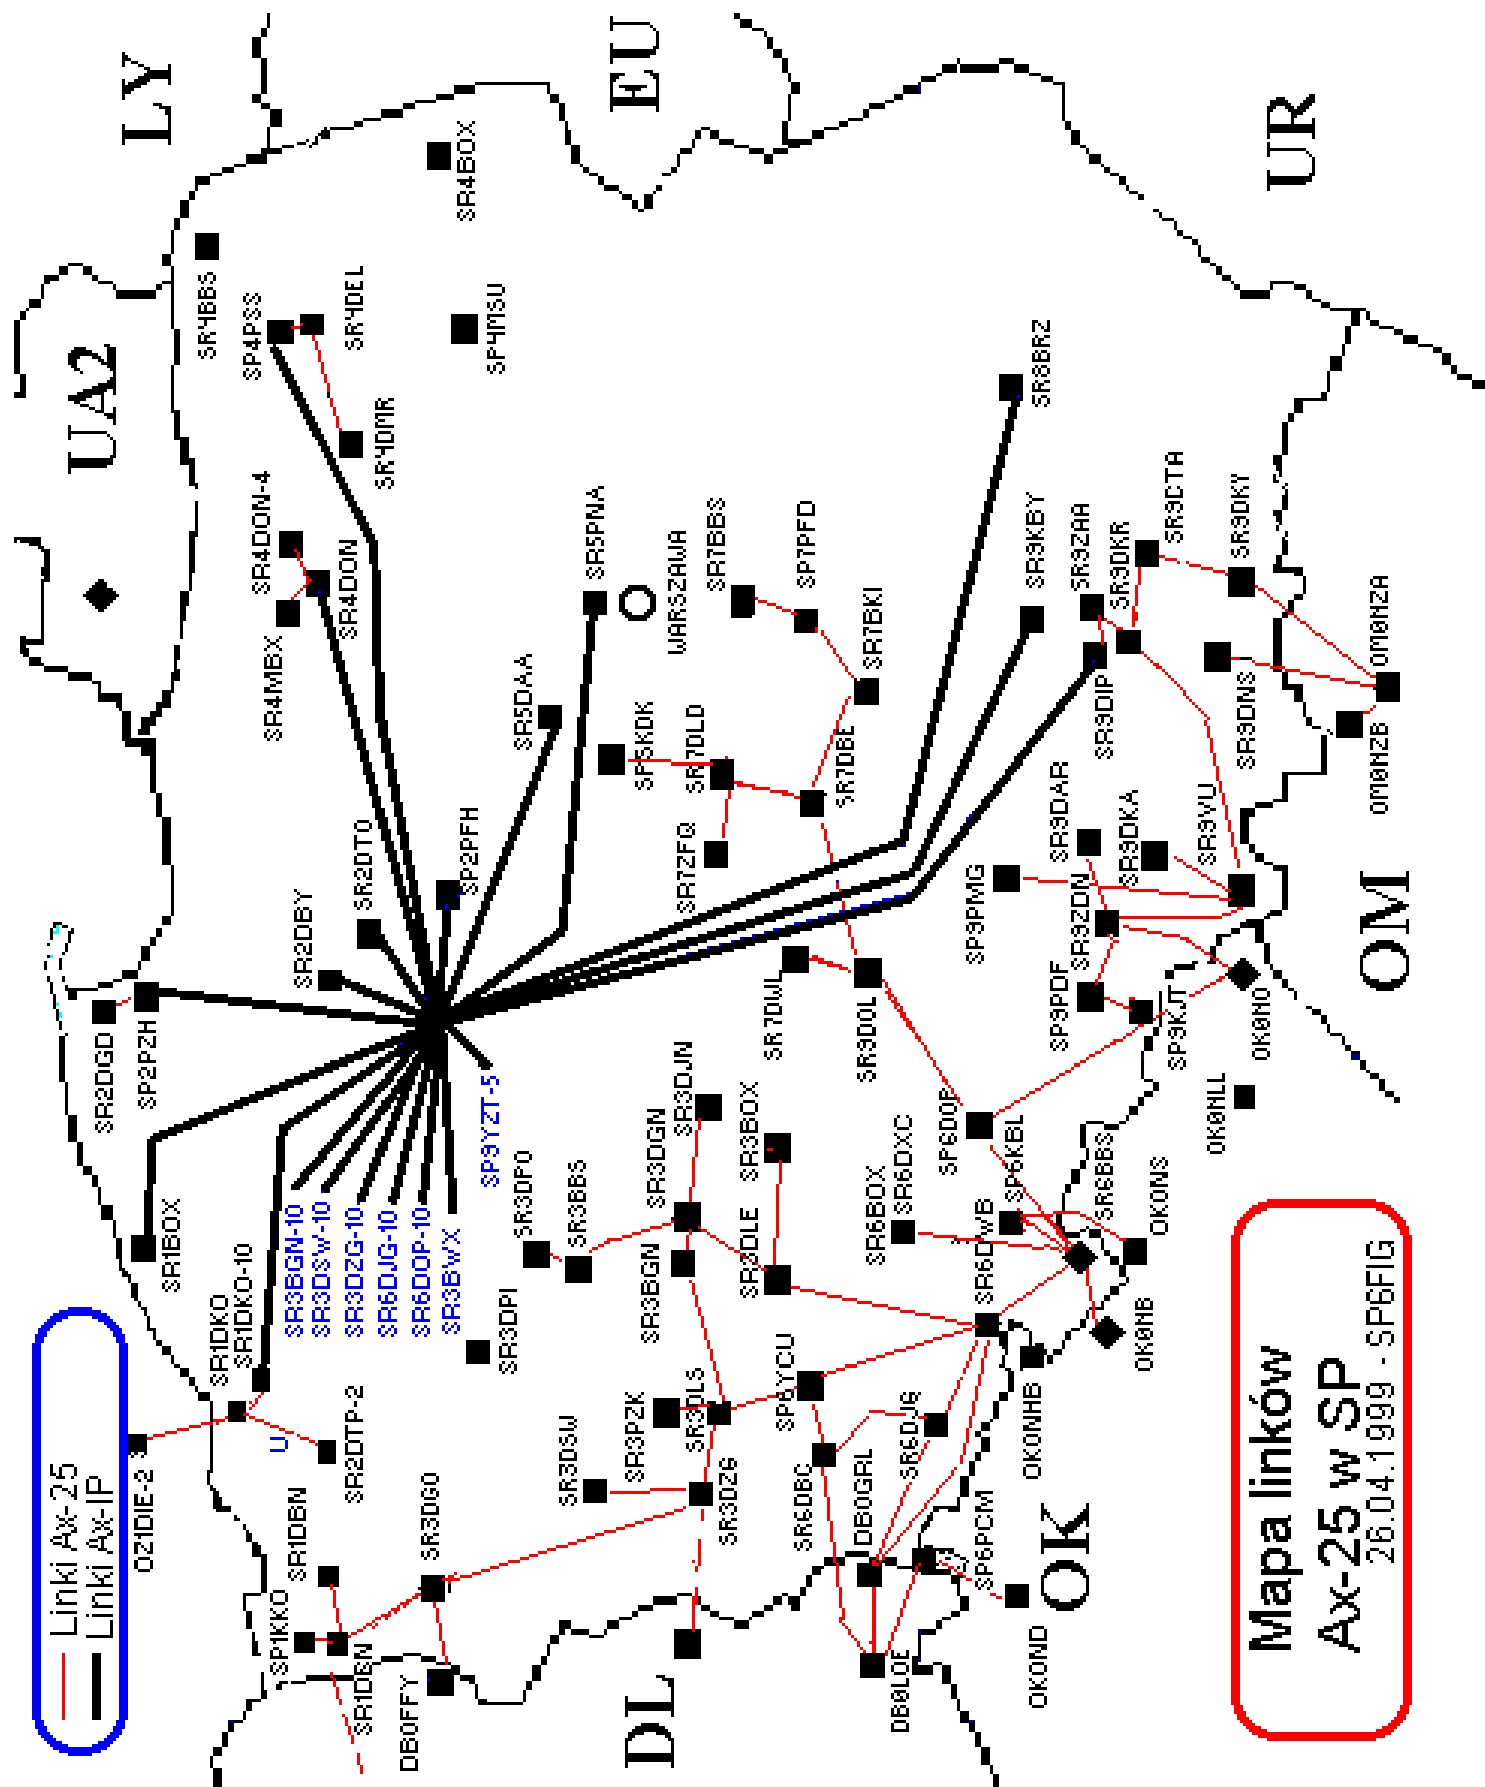 Linki Ax-25
Linki Ax-IP
Mapa linków
Ax-25 w SP
26.04.1999 - SP6FIG
LY
EU
UR
UA2
OM
OK
DL
SR4BOX
SR4BBS
SP4PSS
SR4DEL
SP4MSU
SR4DMR
SR4DON-4
SR4DON
SR4MBX
SR5PNA
WARSZAWA
SR5DAA
SP5KDK
SR7BBS
SP7PFD
SR7BKI
SR7DLD
SR7DBL
SR7ZFQ
SR7DWL
SR8BRZ
SR9KBY
SR9ZAA
SR9DKR
SR9CTA
SR9DKY
SR9DIP
SR9DNS
OM0NZA
OM0NZB
SR9DAR
SR9DKA
SR9VU
SR9ZDN
SP9PMG
SP9PDF
SP9KJT
OK0NO
OK0NLL
SR9DOL
SR2DTO
SP2PFH
SR2DBY
SR2DGD
SP2PZH
SR1BOX
SR1DKO
SR1DKO-10
SR3BGN-10
SR3DSW-10
SR3DZG-10
SR6DJG-10
SR6DOP-10
SR3BWX
SP9YZT-5
SR3DPO
SR3BBS
SR3DGN
SR3DJN
SR3BOX
SR3BGN
SR3DLE
SR3DPI
SR6BOX
SR6DXC
SP6DOP
SP6KBL
SR6BBS
SR6DWB
OK0NS
OK0NB
OK0NHB
SR3DSW
SR3PZK
SR3DLS
SP6YCU
SR3DZG
SR6DBC
DB0GRL
SR6DJG
SP6PCM
OK0ND
DB0LOE
OZ1DIE-2
U
SR2DTP-2
SR1DBN
SR3DGO
SP1KKO
SR1DBN
DB0FFY